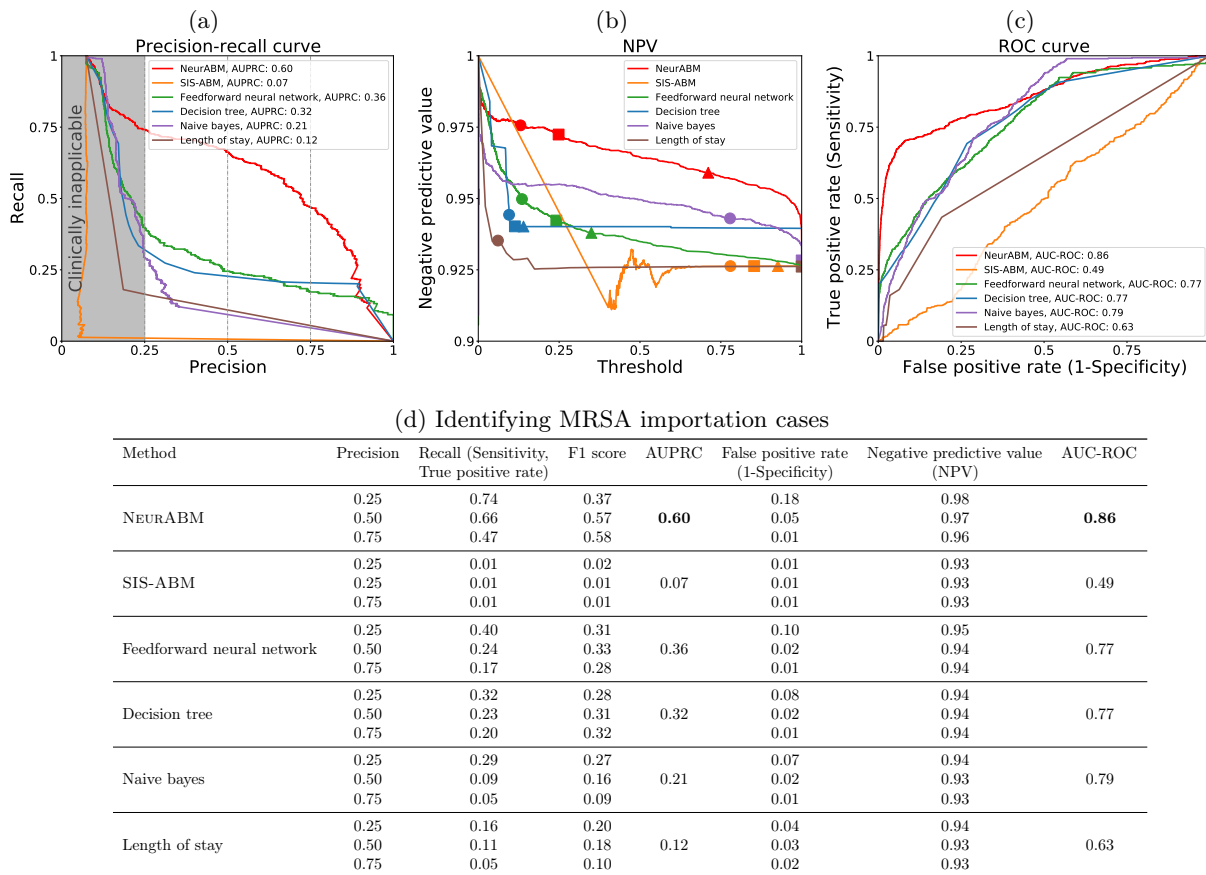 (a)
Precision-recall curve
NeurABM, AUPRC: 0.60
SIS-ABM, AUPRC: 0.07
Feedforward neural network, AUPRC: 0.36
Decision tree, AUPRC: 0.32
Naive bayes, AUPRC: 0.21
Length of stay, AUPRC: 0.12
Clinically inapplicable
Recall
1
0.75
0.5
0.25
0
0 0.25 0.5 0.75 1
Precision
(b)
NPV
NeurABM
SIS-ABM
Feedforward neural network
Decision tree
Naive bayes
Length of stay
Negative predictive value
1
0.975
0.95
0.925
0.9
0 0.25 0.5 0.75 1
Threshold
(c)
ROC curve
True positive rate (Sensitivity)
1
0.75
0.5
0.25
0
NeurABM, AUC-ROC: 0.86
SIS-ABM, AUC-ROC: 0.49
Feedforward neural network, AUC-ROC: 0.77
Decision tree, AUC-ROC: 0.77
Naive bayes, AUC-ROC: 0.79
Length of stay, AUC-ROC: 0.63
0 0.25 0.5 0.75 1
False positive rate (1-Specificity)
(d) Identifying MRSA importation cases
Method Precision Recall (Sensitivity, F1 score AUPRC False positive rate Negative predictive value AUC-ROC
True positive rate) (1-Specificity) (NPV)
0.25 0.74 0.37 0.18 0.98
NEURABM 0.50 0.66 0.57 0.60 0.05 0.97 0.86
0.75 0.47 0.58 0.01 0.96
0.25 0.01 0.02 0.01 0.93
SIS-ABM 0.25 0.01 0.01 0.07 0.01 0.93 0.49
0.75 0.01 0.01 0.01 0.93
0.25 0.40 0.31 0.10 0.95
Feedforward neural network 0.50 0.24 0.33 0.36 0.02 0.94 0.77
0.75 0.17 0.28 0.01 0.94
0.25 0.32 0.28 0.08 0.94
Decision tree 0.50 0.23 0.31 0.32 0.02 0.94 0.77
0.75 0.20 0.32 0.01 0.94
0.25 0.29 0.27 0.07 0.94
Naive bayes 0.50 0.09 0.16 0.21 0.02 0.93 0.79
0.75 0.05 0.09 0.01 0.93
0.25 0.16 0.20 0.04 0.94
Length of stay 0.50 0.11 0.18 0.12 0.03 0.93 0.63
0.75 0.05 0.10 0.02 0.93